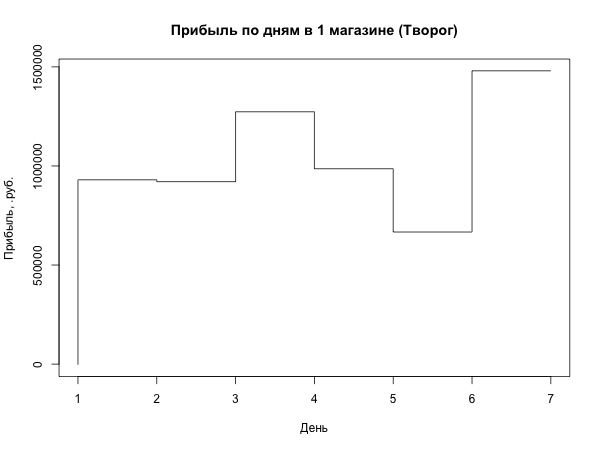 Прибыль по дням в 1 магазине (Творог)
Прибыль, .руб.
1500000
1000000
500000
0
1 2 3 4 5 6 7
День